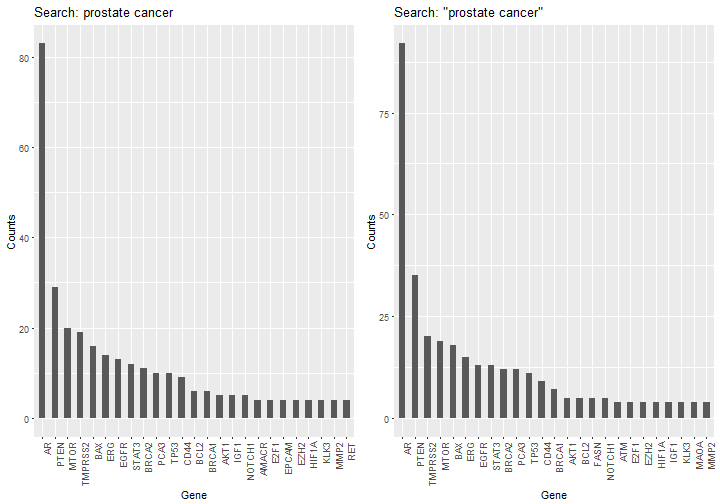 Search: prostate cancer
Counts
80
60
40
20
0
AR
PTEN
MTOR
TMPRSS2
BAX
ERG
EGFR
STAT3
BRCA2
PCA3
TP53
CD44
BCL2
BRCA1
AKT1
IGF1
NOTCH1
AMACR
E2F1
EPCAM
EZH2
HIF1A
KLK3
MMP2
RET
Gene
Search: "prostate cancer"
Counts
75
50
25
0
AR
PTEN
TMPRSS2
MTOR
BAX
ERG
EGFR
STAT3
BRCA2
PCA3
TP53
CD44
BRCA1
AKT1
BCL2
FASN
NOTCH1
ATM
E2F1
EZH2
HIF1A
IGF1
KLK3
MAOA
MMP2
Gene